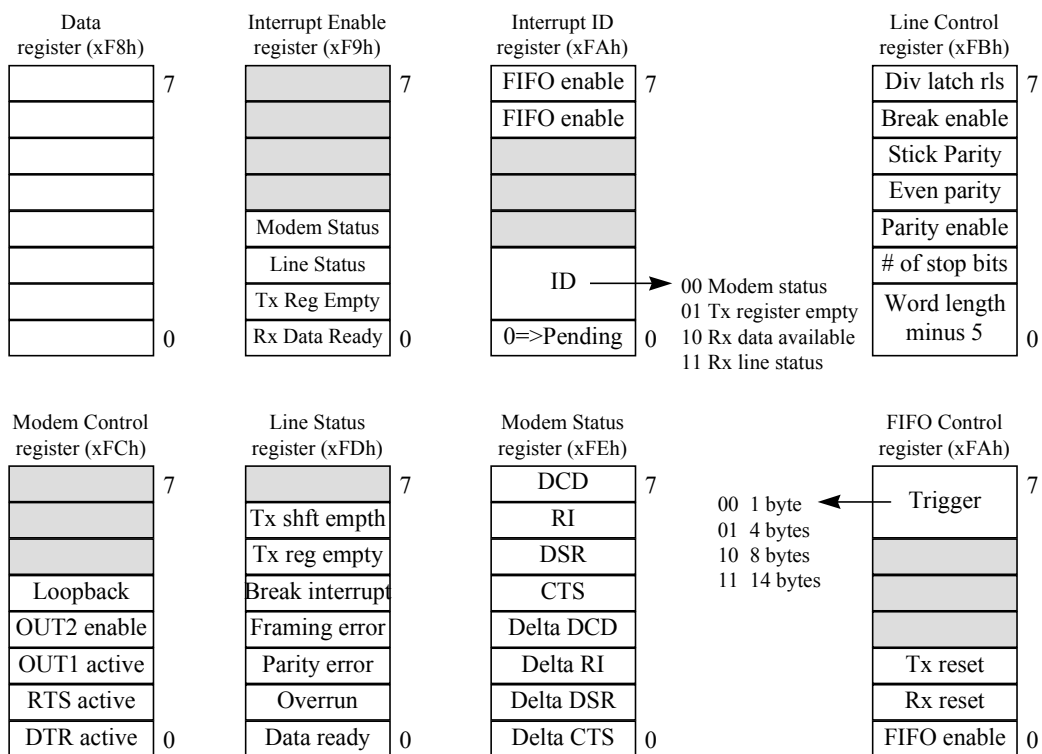 Data
register (xF8h)
7
0
Interrupt Enable
register (xF9h)
7
Modem Status
Line Status
Tx Reg Empty
Rx Data Ready
0
Interrupt ID
register (xFAh)
FIFO enable
7
FIFO enable
ID
00 Modem status
01 Tx register empty
10 Rx data available
11 Rx line status
0=>Pending
0
Line Control
register (xFBh)
Div latch rls
7
Break enable
Stick Parity
Even parity
Parity enable
# of stop bits
Word length
minus 5
0
Modem Control
register (xFCh)
7
Loopback
OUT2 enable
OUT1 active
RTS active
DTR active
0
Line Status
register (xFDh)
7
Tx shft empth
Tx reg empty
Break interrupt
Framing error
Parity error
Overrun
Data ready
0
Modem Status
register (xFEh)
DCD
7
RI
DSR
CTS
Delta DCD
Delta RI
Delta DSR
Delta CTS
0
FIFO Control
register (xFAh)
Trigger
7
00 1 byte
01 4 bytes
10 8 bytes
11 14 bytes
Tx reset
Rx reset
FIFO enable
0